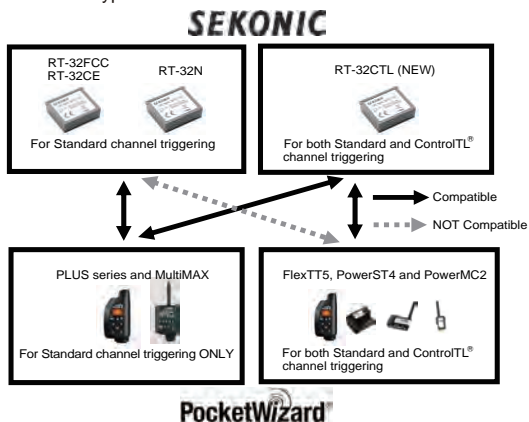 SEKONIC
RT-32FCC
RT-32CE
RT-32N
For Standard channel triggering
RT-32CTL (NEW)
For both Standard and ControlTL®
channel triggering
Compatible
NOT Compatible
PLUS series and MultiMAX
For Standard channel triggering ONLY
FlexTT5, PowerST4 and PowerMC2
For both Standard and ControlTL®
channel triggering
PocketWizard®